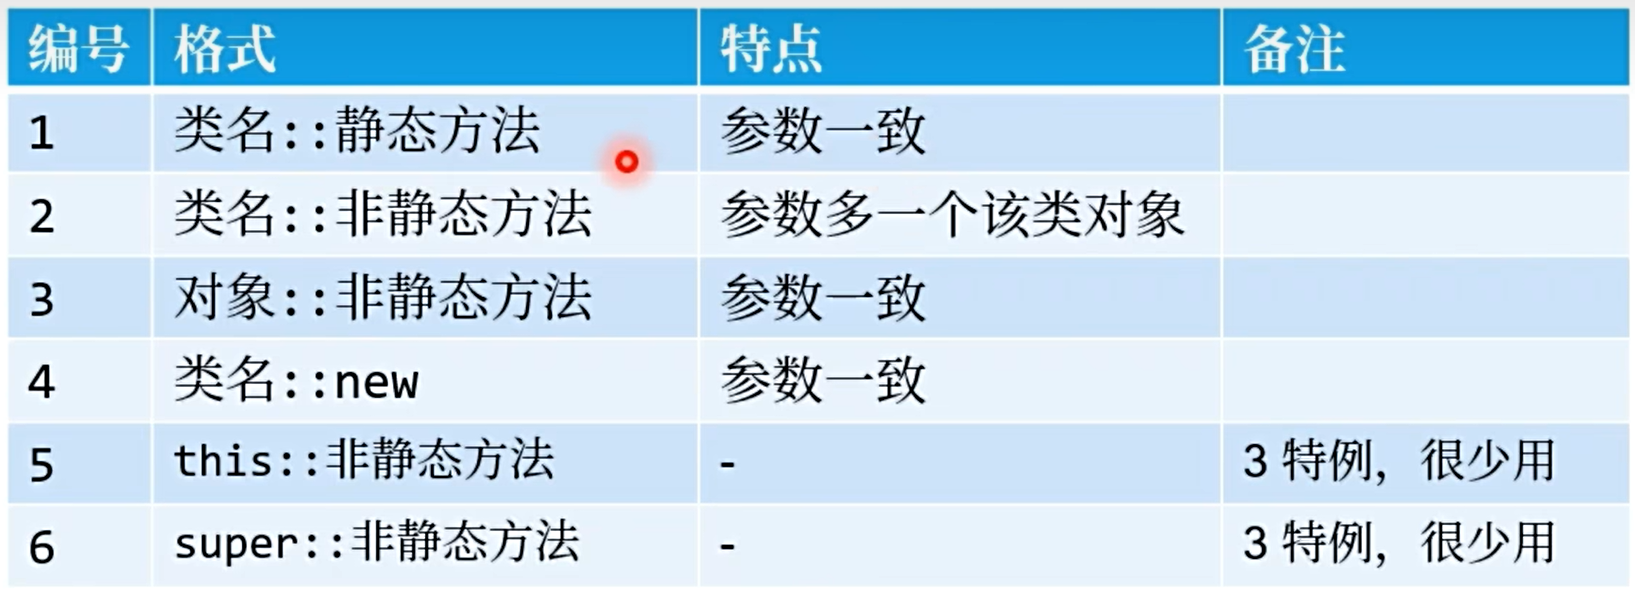 编号 格式 特点 备注
1 类名::静态方法 参数一致
2 类名::非静态方法 参数多一个该类对象
3 对象::非静态方法 参数一致
4 类名::new 参数一致
5 this::非静态方法 - 3 特例，很少用
6 super::非静态方法 - 3 特例，很少用